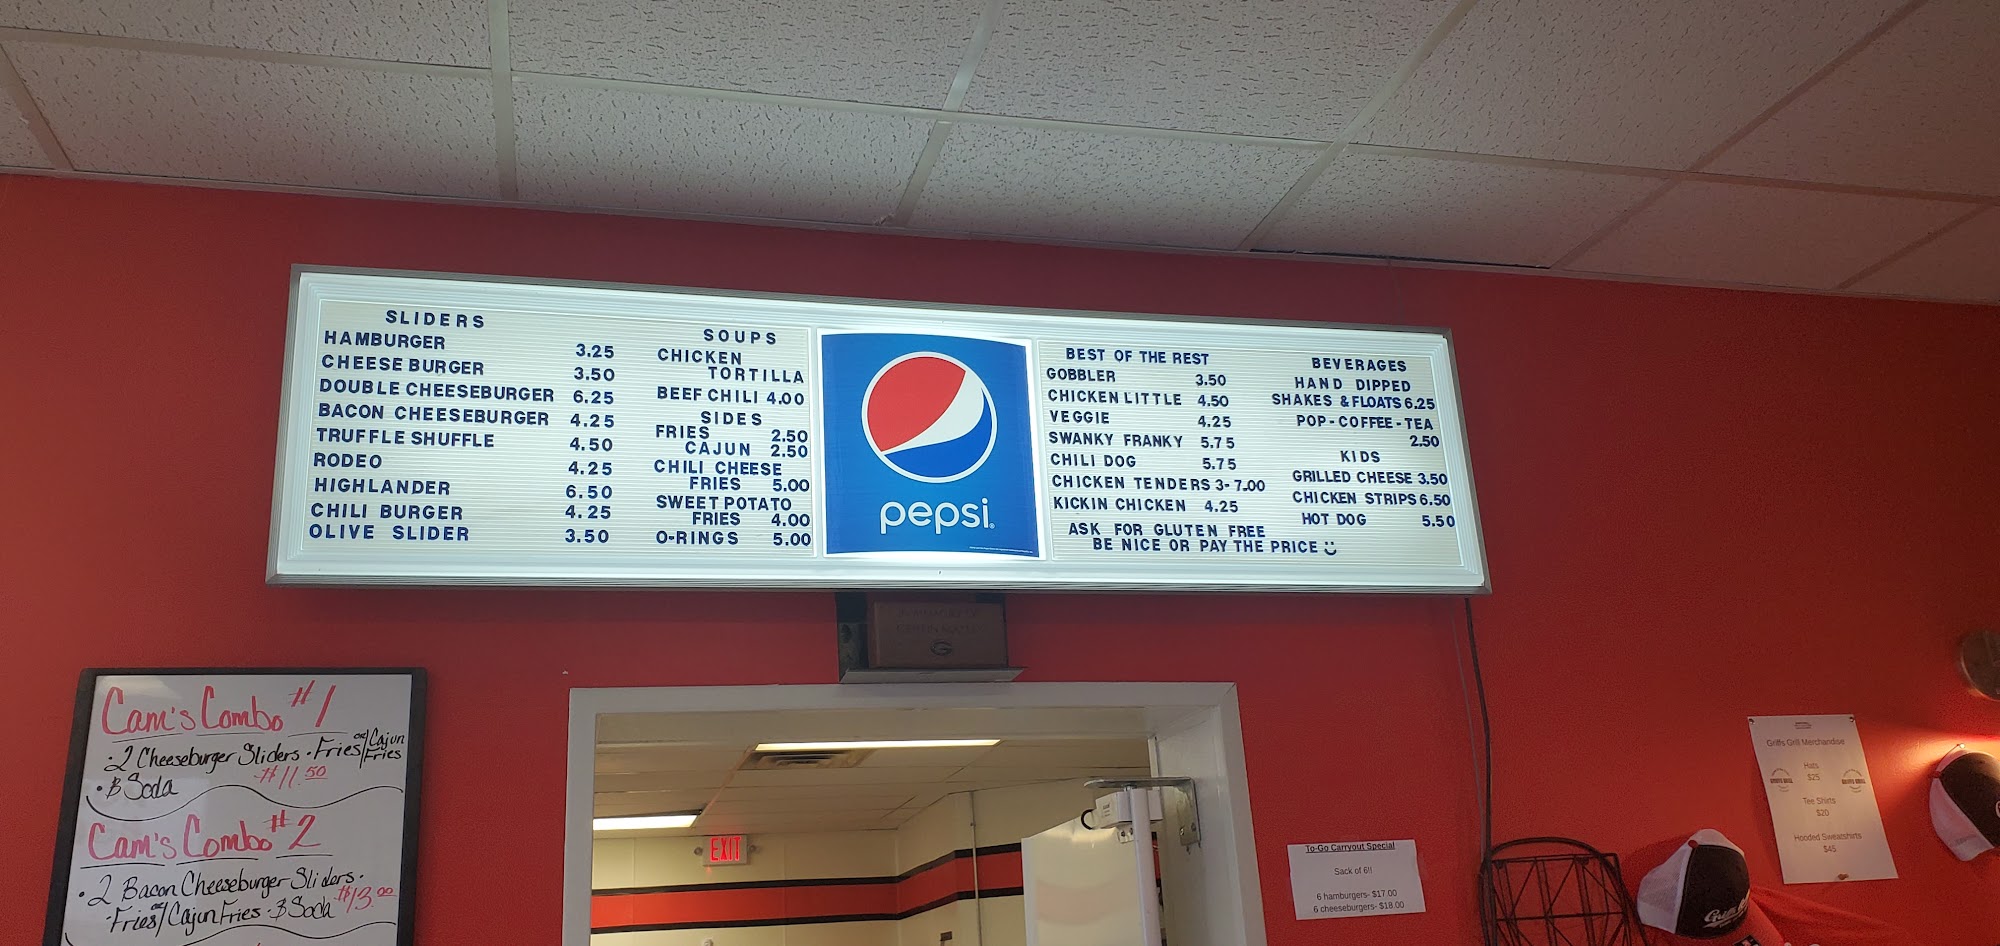 SLIDERS
HAMBURGER 3.25
CHEESE BURGER 3.50
DOUBLE CHEESEBURGER 6.25
BACON CHEESEBURGER 4.25
TRUFFLE SHUFFLE 4.50
RODEO 4.25
HIGHLANDER 6.50
CHILI BURGER 4.25
OLIVE SLIDER 3.50
SOUPS
CHICKEN
TORTILLA
BEEF CHILI 4.00
SIDES
FRIES 2.50
CAJUN 2.50
CHILI CHEESE
FRIES 5.00
SWEET POTATO
FRIES 4.00
O-RINGS 5.00
pepsi
BEST OF THE REST
GOBBLER 3.50
CHICKEN LITTLE 4.50
VEGGIE 4.25
SWANKY FRANKY 5.75
CHILI DOG 5.75
CHICKEN TENDERS 3-7.00
KICKIN CHICKEN 4.25
ASK FOR GLUTEN FREE
BE NICE OR PAY THE PRICE
BEVERAGES
HAND DIPPED
SHAKES & FLOATS 6.25
POP-COFFEE-TEA
2.50
KIDS
GRILLED CHEESE 3.50
CHICKEN STRIPS 6.50
HOT DOG 5.50
Cam's Combo #1
• 2 Cheeseburger Sliders • Fries or/Cajun Fries
• & Soda $11.50
Cam's Combo #2
• 2 Bacon Cheeseburger Sliders •
• Fries or/Cajun Fries • & Soda $13.00
EXIT
To-Go Carryout Special
Sack of 6!!
6 hamburgers- $17.00
6 cheeseburgers- $18.00
Griffs Grill Merchandise
Hats
$25
Tee Shirts
$20
Hooded Sweatshirts
$45